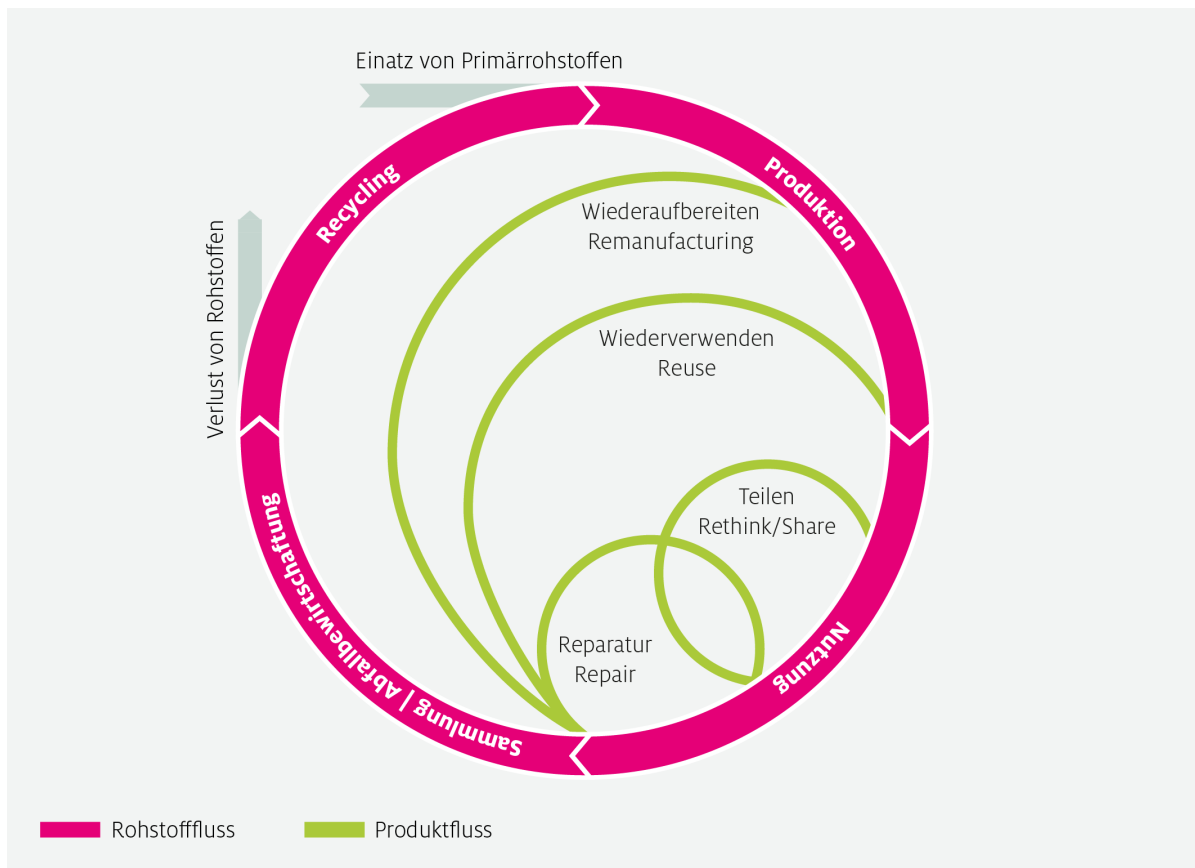 Einatz von Primärrohstoffen
Recycling
Produktion
Wiederaufbereiten
Remanufacturing
Verlust von Rohstoffen
Wiederverwenden
Reuse
Teilen
Rethink/Share
Sammlung | Abfallbewirtschaftung
Reparatur
Repair
Nutzung
Rohstofffluss
Produktfluss